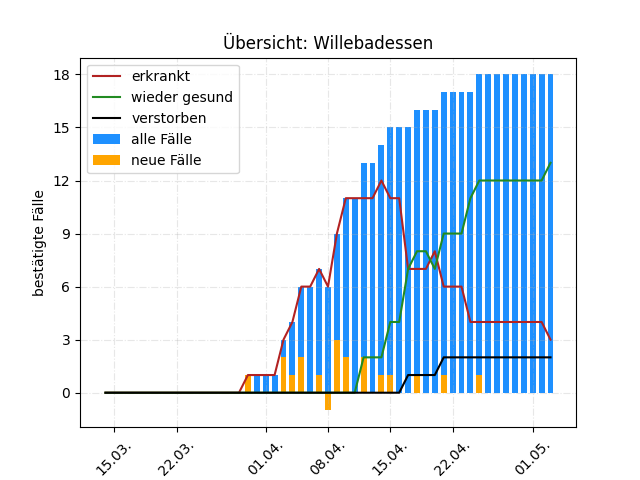 Übersicht: Willebadessen
erkrankt
wieder gesund
verstorben
alle Fälle
neue Fälle
bestätigte Fälle
18
15
12
9
6
3
0
15.03.
22.03.
01.04.
08.04.
15.04.
22.04.
01.05.